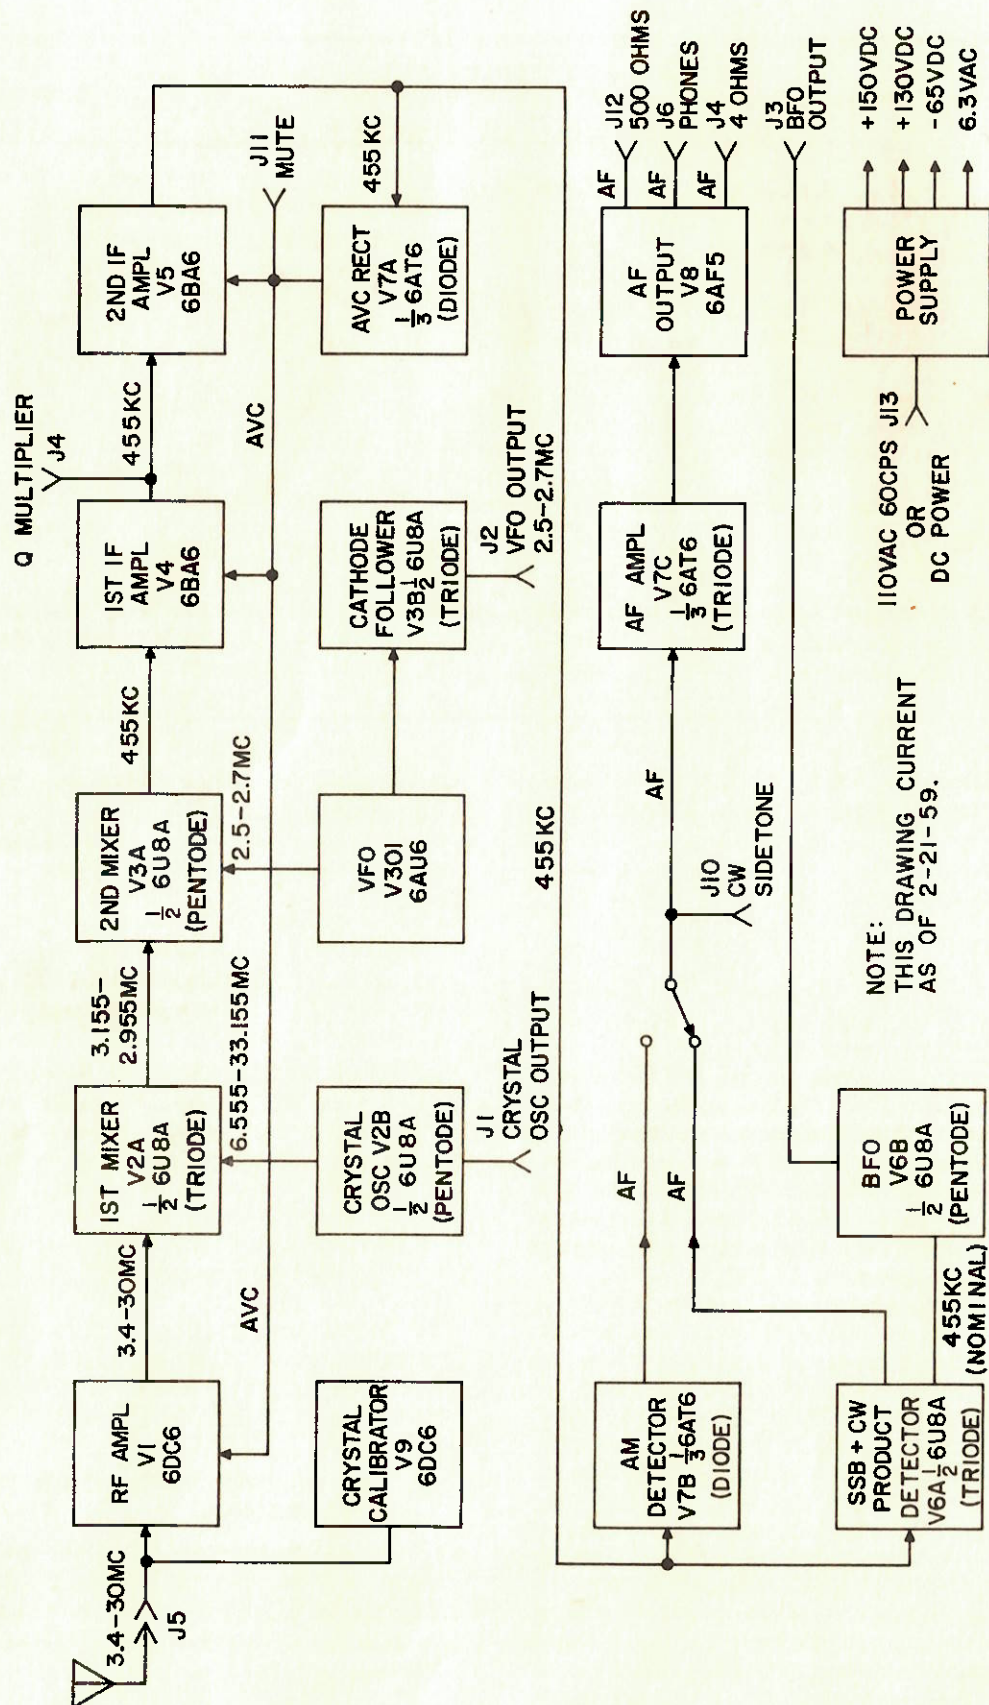 3.4-30MC
J5
RF AMPL
V1
6DC6
3.4-30MC
1ST MIXER
V2A
1/2 6U8A
(TRIODE)
3.155-
2.955MC
2ND MIXER
V3A
1/2 6U8A
(PENTODE)
455KC
1ST IF
AMPL
V4
6BA6
Q MULTIPLIER
J4
455KC
2ND IF
AMPL
V5
6BA6
AVC
6.555-33.155MC
2.5-2.7MC
AVC
J11
MUTE
CRYSTAL
CALIBRATOR
V9
6DC6
CRYSTAL
OSC V2B
1/2 6U8A
(PENTODE)
J1
CRYSTAL
OSC OUTPUT
VFO
V301
6AU6
CATHODE
FOLLOWER
V3B 1/2 6U8A
(TRIODE)
J2
VFO OUTPUT
2.5-2.7MC
AVC RECT
V7A
1/3 6AT6
(DIODE)
455KC
455KC
AM
DETECTOR
V7B 1/3 6AT6
(DIODE)
AF
AF
J10
CW
SIDETONE
AF
AF AMPL
V7C
1/3 6AT6
(TRIODE)
AF
OUTPUT
V8
6AF5
AF
J12
500 OHMS
AF
J6
PHONES
AF
J4
4 OHMS
J3
BFO
OUTPUT
SSB + CW
PRODUCT
DETECTOR
V6A 1/2 6U8A
(TRIODE)
455KC
(NOMINAL)
BFO
V6B
1/2 6U8A
(PENTODE)
NOTE:
THIS DRAWING CURRENT
AS OF 2-21-59.
110VAC 60CPS J13
OR
DC POWER
POWER
SUPPLY
+150VDC
+130VDC
-65VDC
6.3VAC